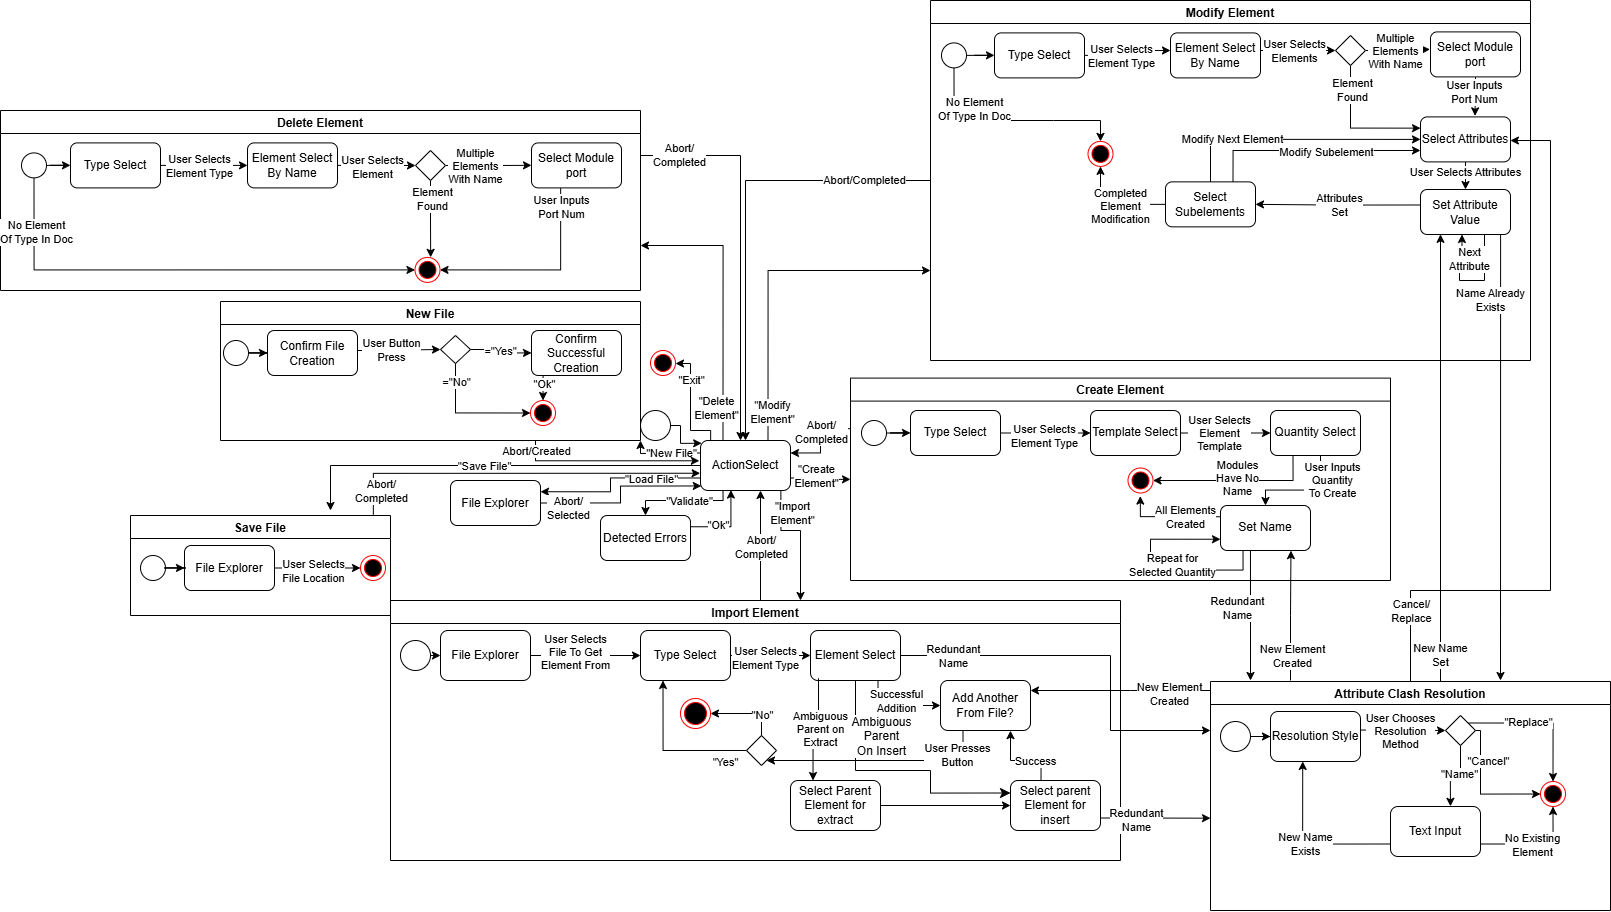 Modify Element
Type Select
User Selects
Element Type
Element Select
By Name
User Selects
Elements
Multiple
Elements
With Name
Select Module
port
Element
Found
User Inputs
Port Num
No Element
Of Type In Doc
Select Attributes
Modify Next Element
Modify Subelement
User Selects Attributes
Completed
Element
Modification
Select
Subelements
Attributes
Set
Set Attribute
Value
Next
Attribute
Name Already
Exists
Delete Element
Type Select
User Selects
Element Type
Element Select
By Name
User Selects
Element
Multiple
Elements
With Name
Select Module
port
Element
Found
User Inputs
Port Num
No Element
Of Type In Doc
Abort/
Completed
Abort/Completed
New File
Confirm File
Creation
User Button
Press
="Yes"
Confirm
Successful
Creation
="No"
"Ok"
"Exit"
"Delete
Element"
"Modify
Element"
Abort/Created
"New File"
ActionSelect
Abort/
Completed
"Create
Element"
"Save File"
"Load File"
Abort/
Completed
File Explorer
Abort/
Selected
"Validate"
Detected Errors
"Ok"
"Import
Element"
Abort/
Completed
Create Element
Type Select
User Selects
Element Type
Template Select
User Selects
Element
Template
Quantity Select
Modules
Have No
Name
User Inputs
Quantity
To Create
All Elements
Created
Set Name
Repeat for
Selected Quantity
Redundant
Name
New Element
Created
Cancel/
Replace
New Name
Set
Save File
File Explorer
User Selects
File Location
Import Element
File Explorer
User Selects
File To Get
Element From
Type Select
User Selects
Element Type
Element Select
Redundant
Name
Successful
Addition
Add Another
From File?
New Element
Created
"No"
Ambiguous
Parent on
Extract
Ambiguous
Parent
On Insert
User Presses
Button
"Yes"
Success
Select Parent
Element for
extract
Select parent
Element for
insert
Redundant
Name
Attribute Clash Resolution
Resolution Style
User Chooses
Resolution
Method
"Replace"
"Cancel"
"Name"
Text Input
New Name
Exists
No Existing
Element